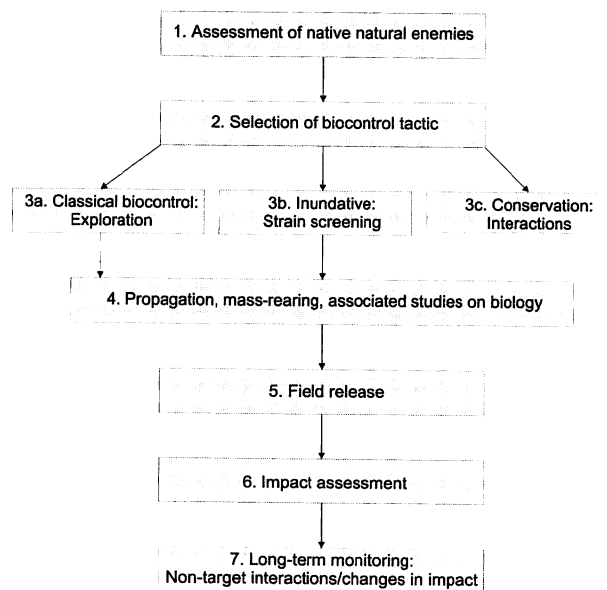 1. Assessment of native natural enemies
2. Selection of biocontrol tactic
3a. Classical biocontrol:
Exploration
3b. Inundative:
Strain screening
3c. Conservation:
Interactions
4. Propagation, mass-rearing, associated studies on biology
5. Field release
6. Impact assessment
7. Long-term monitoring:
Non-target interactions/changes in impact